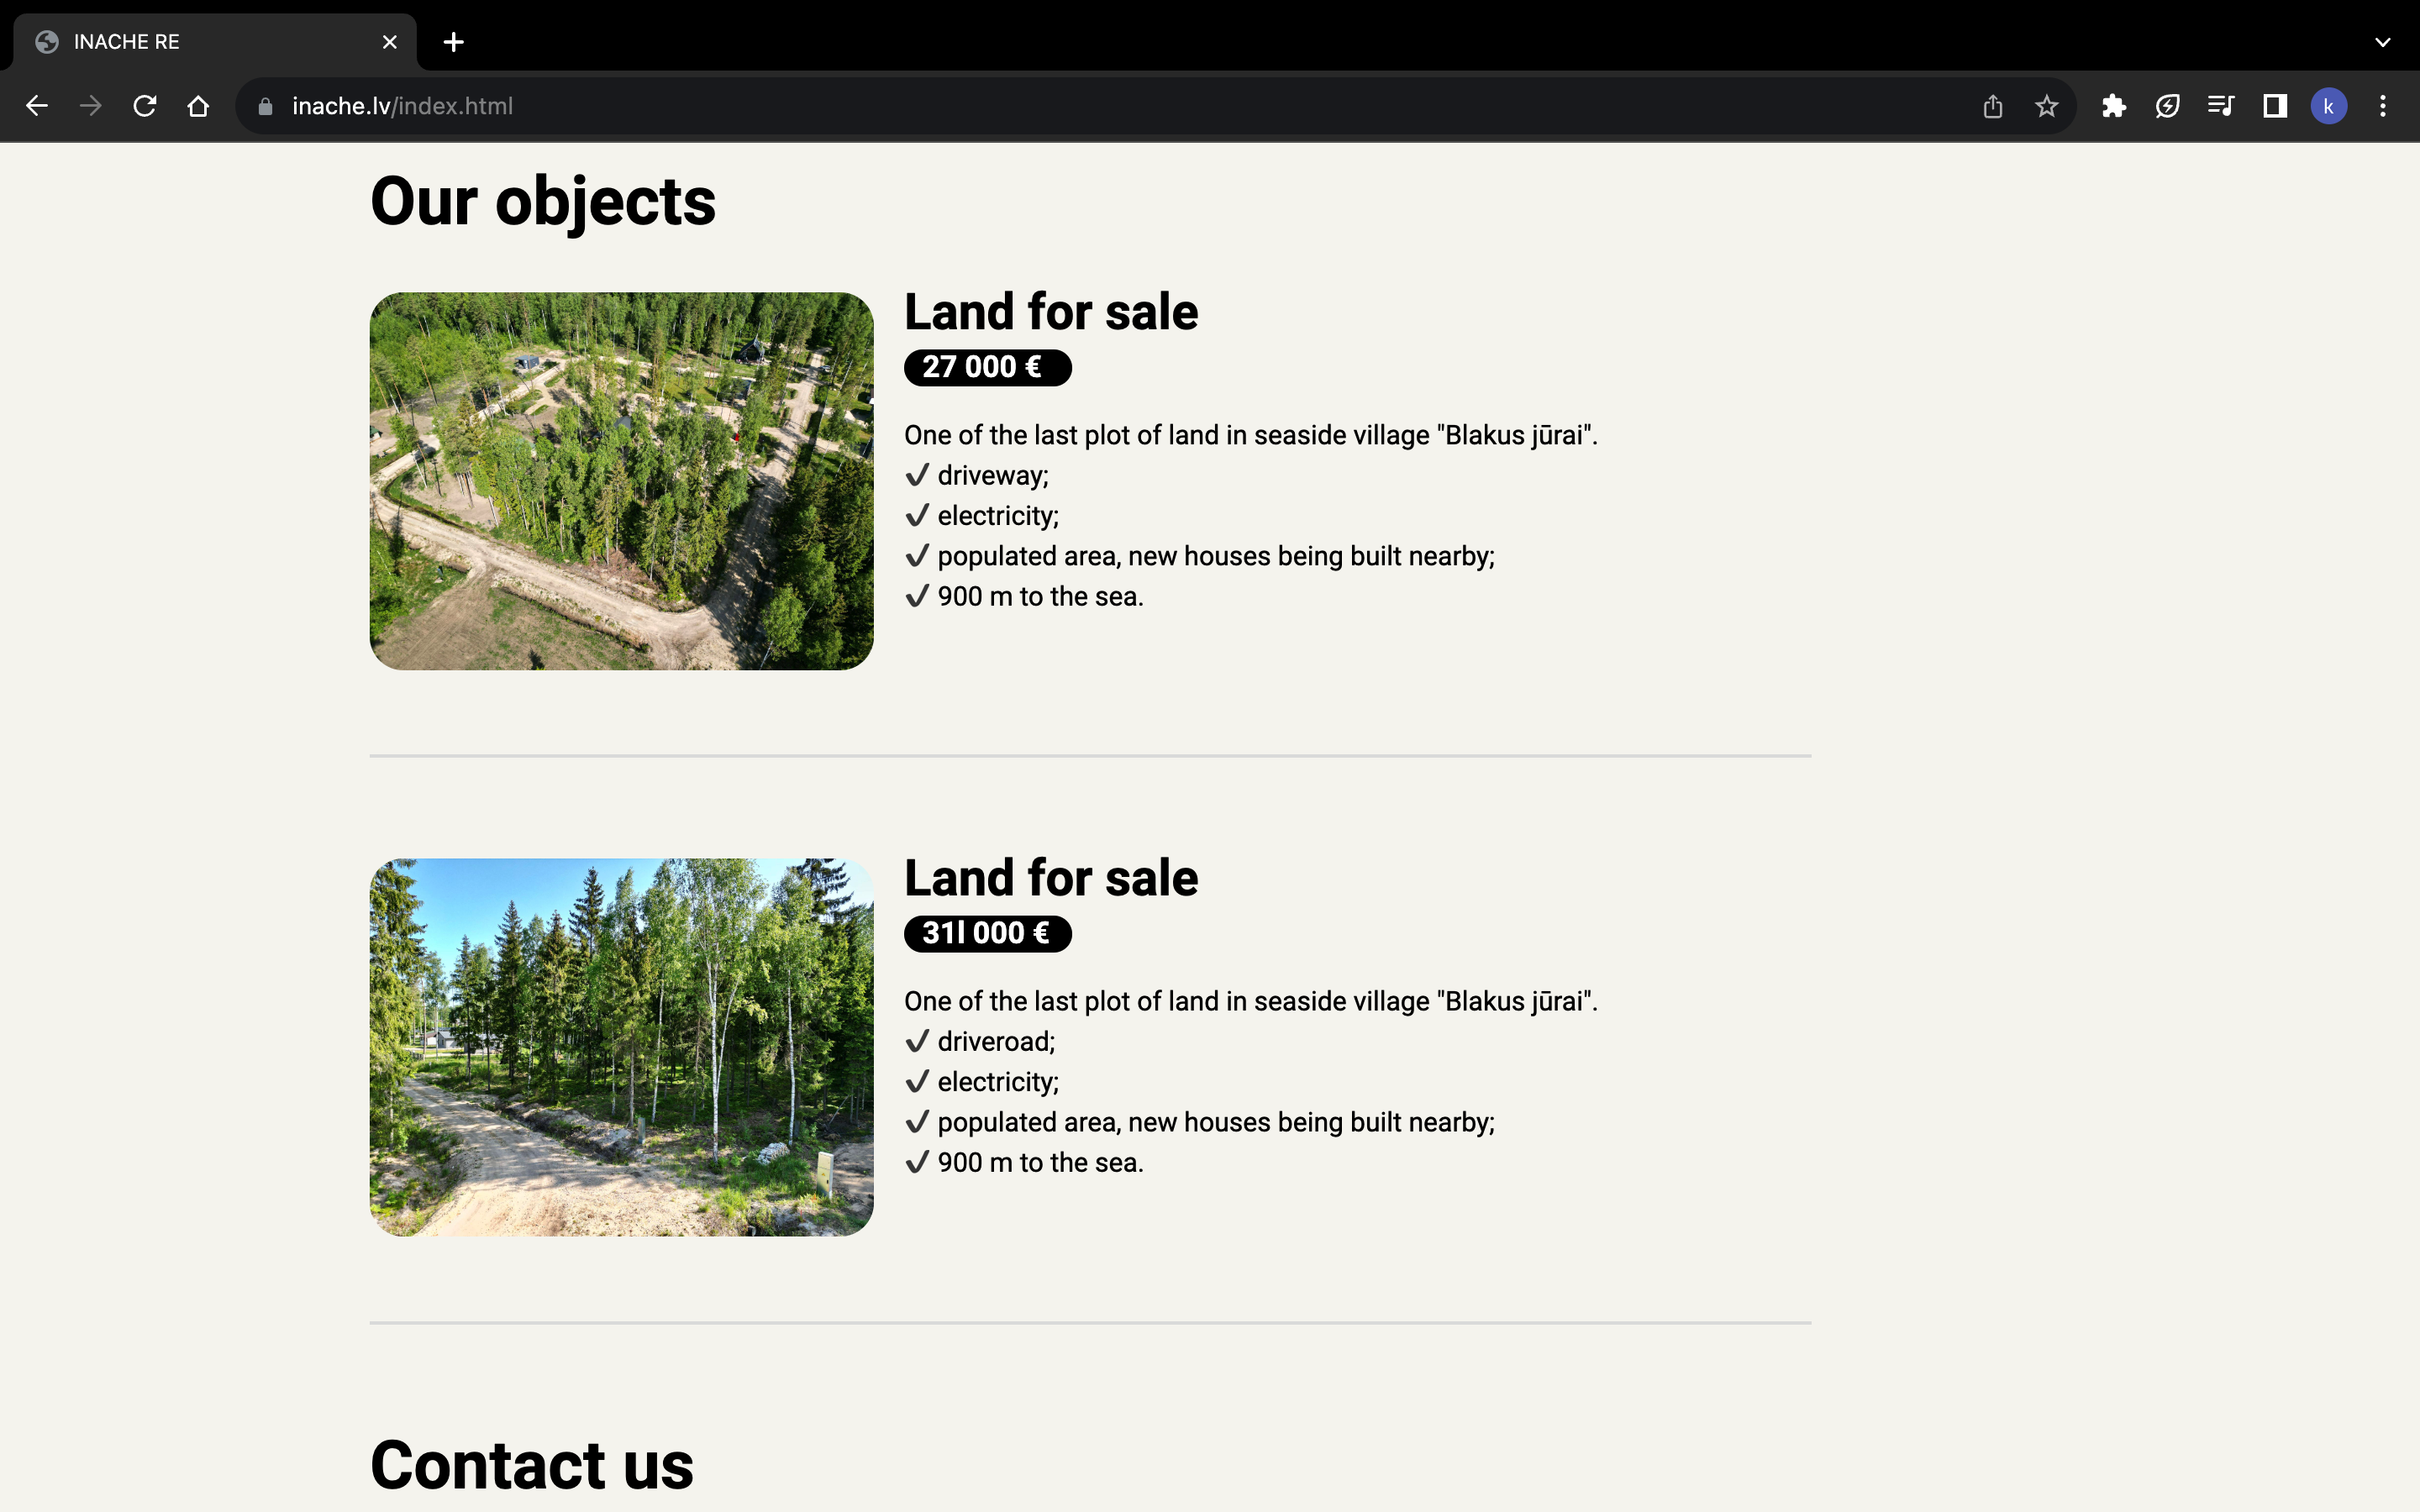 INACHE RE
inache.lv/index.html
k
Our objects
Land for sale
27 000 €
One of the last plot of land in seaside village "Blakus jūrai".
✓ driveway;
✓ electricity;
✓ populated area, new houses being built nearby;
✓ 900 m to the sea.
Land for sale
31l 000 €
One of the last plot of land in seaside village "Blakus jūrai".
✓ driveroad;
✓ electricity;
✓ populated area, new houses being built nearby;
✓ 900 m to the sea.
Contact us